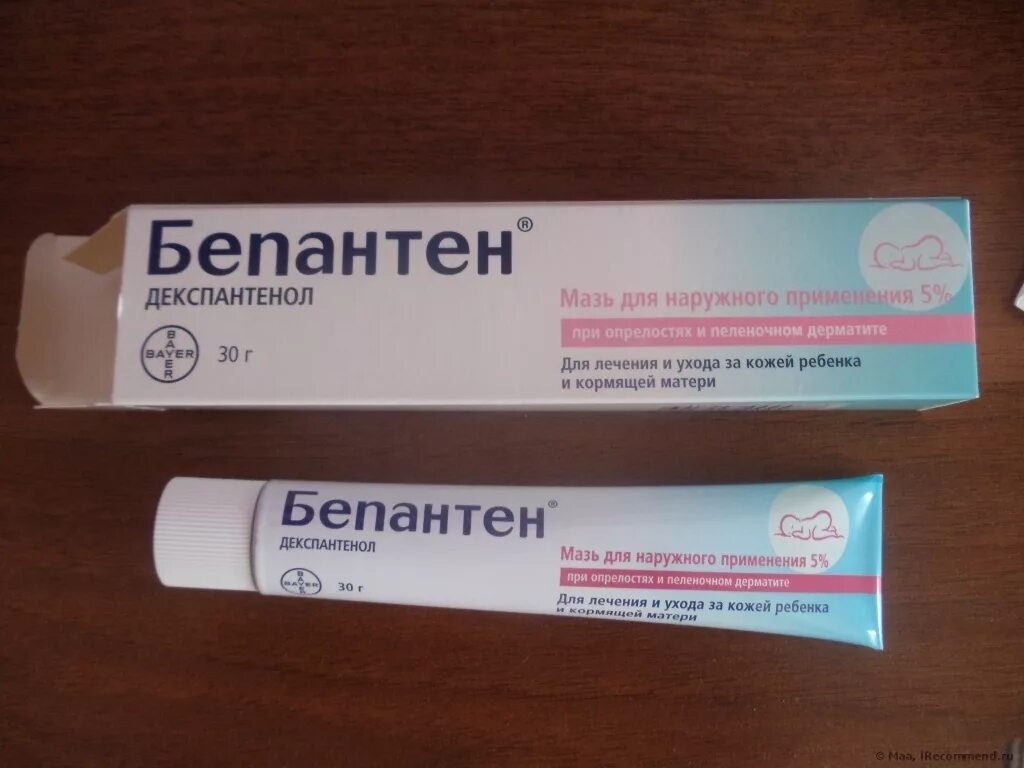 Бепантен®
ДЕКСПАНТЕНОЛ
BAYER
BAYER
30 г
Мазь для наружного применения 5%
при опрелостях и пеленочном дерматите
Для лечения и ухода за кожей ребенка
и кормящей матери
Бепантен®
ДЕКСПАНТЕНОЛ
BAYER
BAYER
30 г
Мазь для наружного применения 5%
при опрелостях и пеленочном дерматите
Для лечения и ухода за кожей ребенка
и кормящей матери
© Maa, IRecommend.ru